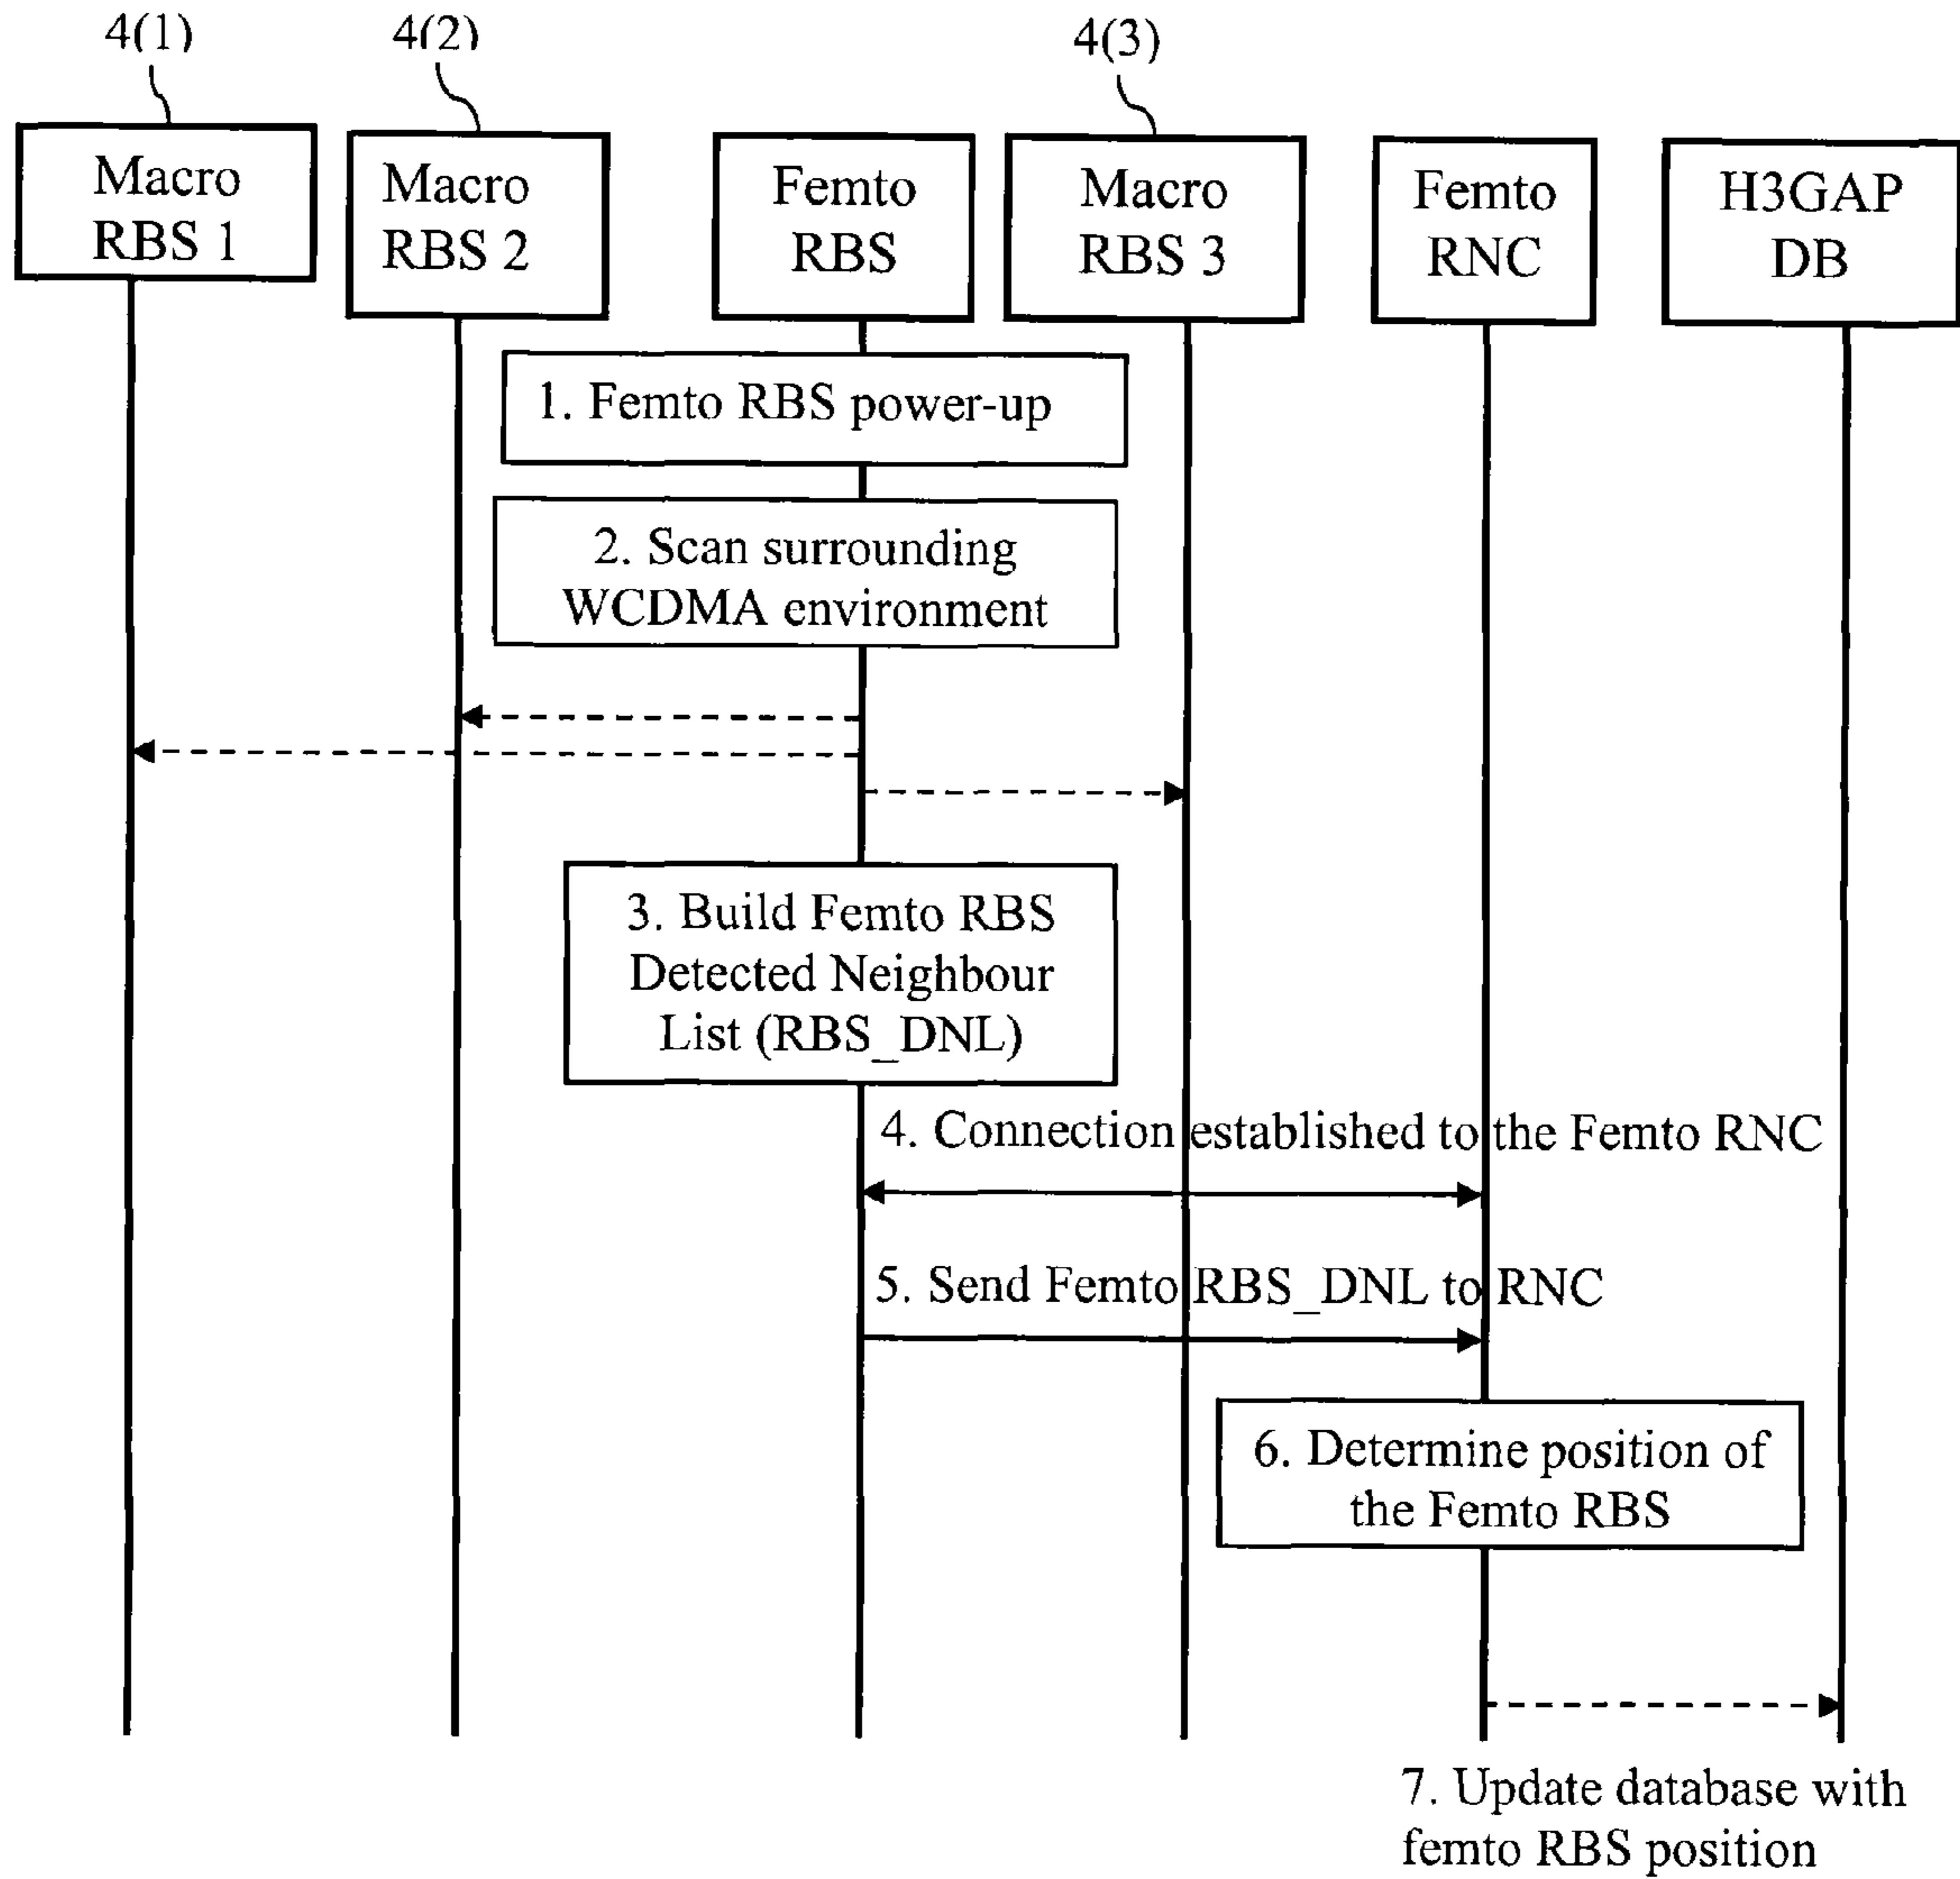 4(1)
4(2)
4(3)
Macro
RBS 1
Macro
RBS 2
Femto
RBS
Macro
RBS 3
Femto
RNC
H3GAP
DB
1. Femto RBS power-up
2. Scan surrounding
WCDMA environment
3. Build Femto RBS
Detected Neighbour
List (RBS_DNL)
4. Connection established to the Femto RNC
5. Send Femto RBS_DNL to RNC
6. Determine position of
the Femto RBS
7. Update database with
femto RBS position